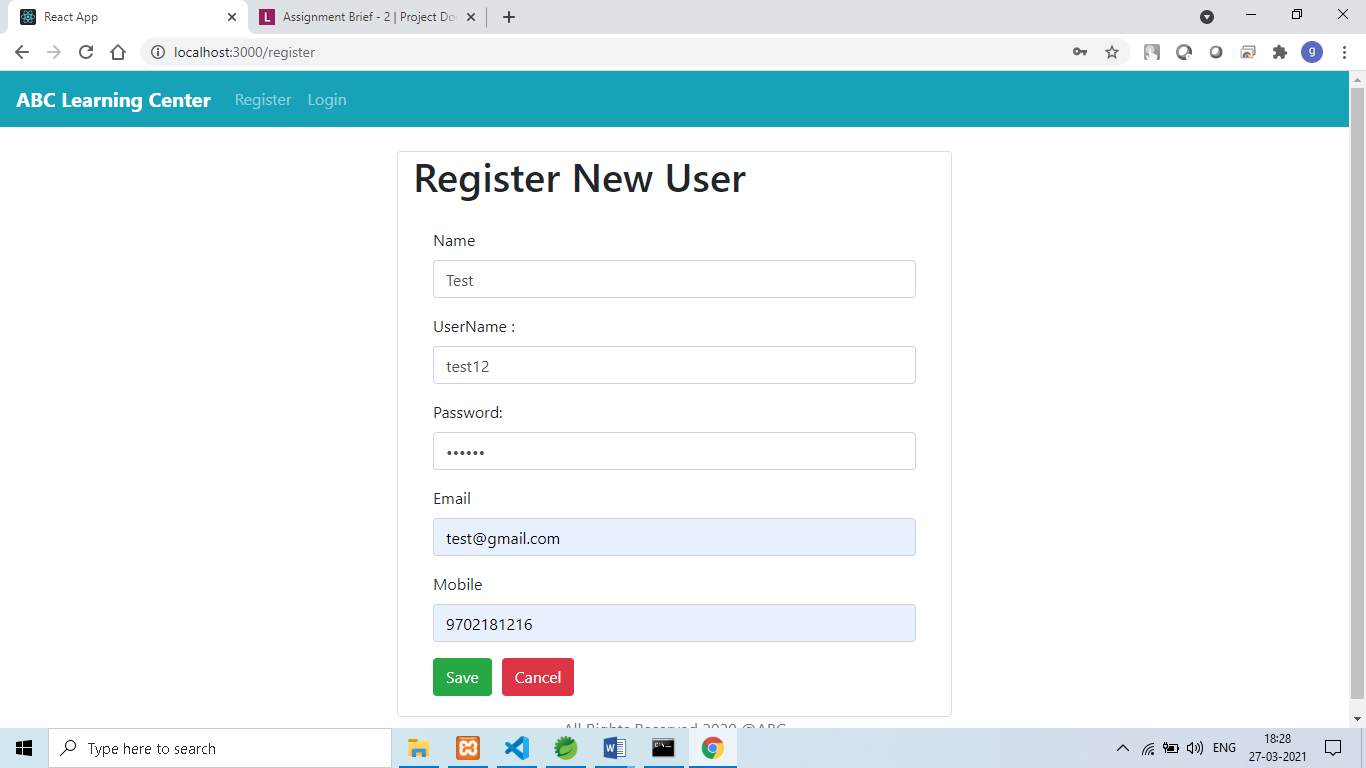 React App
L Assignment Brief - 2 | Project Do
localhost:3000/register
g
ABC Learning Center Register Login
Register New User
Name
Test
UserName :
test12
Password:
••••••
Email
test@gmail.com
Mobile
9702181216
Save Cancel
All Rights Reserved 2020 @ABC
Type here to search
ENG
18:28
27-03-2021